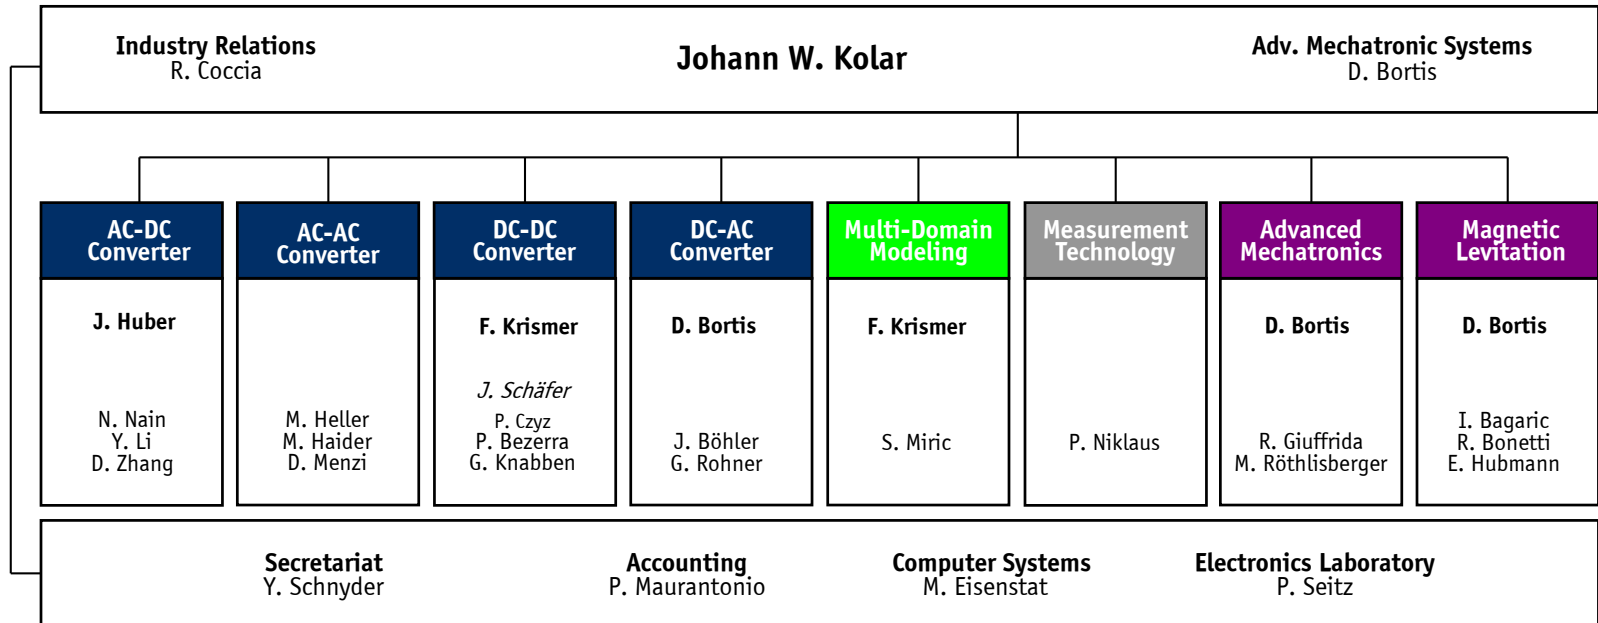 Industry Relations
R. Coccia
Johann W. Kolar
Adv. Mechatronic Systems
D. Bortis
AC-DC
Converter
J. Huber
N. Nain
Y. Li
D. Zhang
AC-AC
Converter
M. Heller
M. Haider
D. Menzi
DC-DC
Converter
F. Krismer
J. Schäfer
P. Czyz
P. Bezerra
G. Knabben
DC-AC
Converter
D. Bortis
J. Böhler
G. Rohner
Multi-Domain
Modeling
F. Krismer
S. Miric
Measurement
Technology
P. Niklaus
Advanced
Mechatronics
D. Bortis
R. Giuffrida
M. Röthlisberger
Magnetic
Levitation
D. Bortis
I. Bagaric
R. Bonetti
E. Hubmann
Secretariat
Y. Schnyder
Accounting
P. Maurantonio
Computer Systems
M. Eisenstat
Electronics Laboratory
P. Seitz